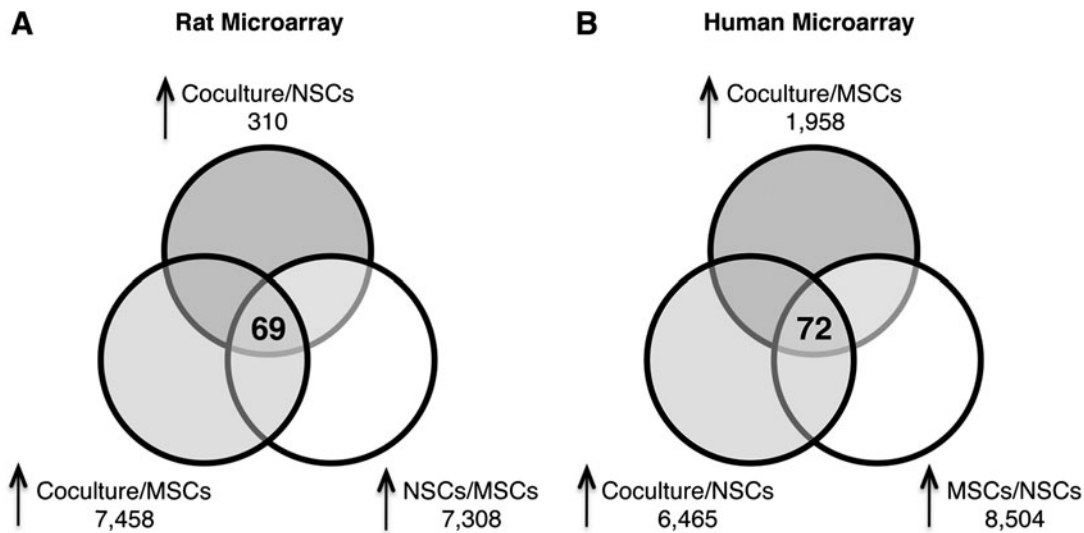 A Rat Microarray
Coculture/NSCs
310
69
Coculture/MSCs
7,458
NSCs/MSCs
7,308
B Human Microarray
Coculture/MSCs
1,958
72
Coculture/NSCs
6,465
MSCs/NSCs
8,504